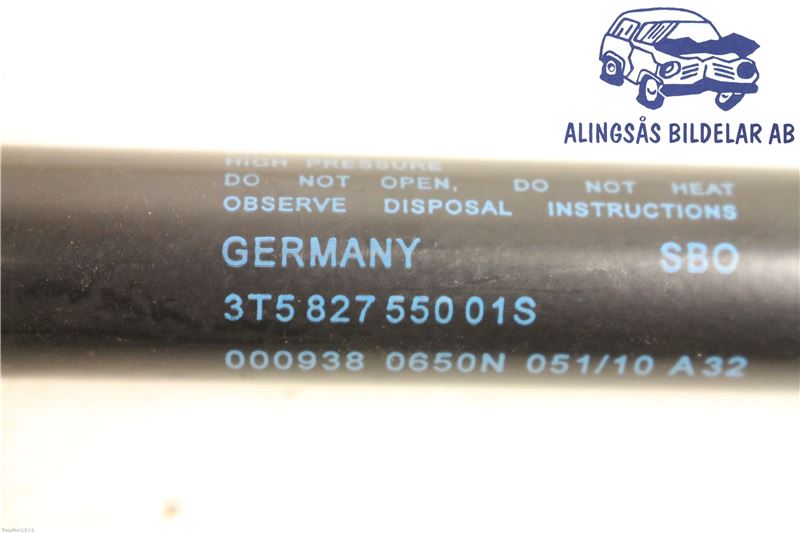 ALINGSÅS BILDELAR AB
HIGH PRESSURE
DO NOT OPEN, DO NOT HEAT
OBSERVE DISPOSAL INSTRUCTIONS
GERMANY SBO
3T5 827 550 01S
000938 0650N 051/10 A32